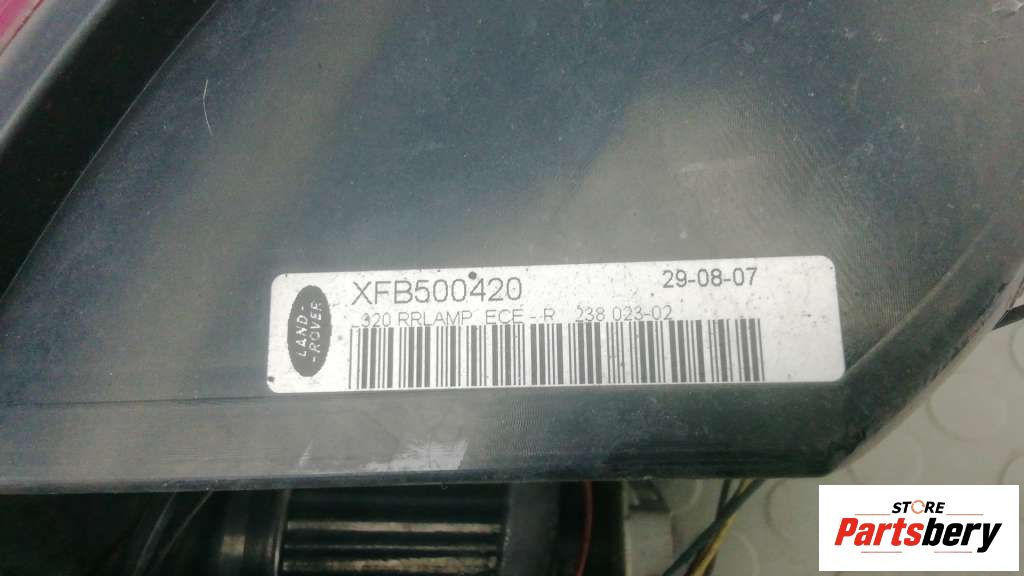 XFB500420
29-08-07
LAND-
-ROVER
L320 RRLAMP ECE - R 238 023-02
STORE
Partsbery